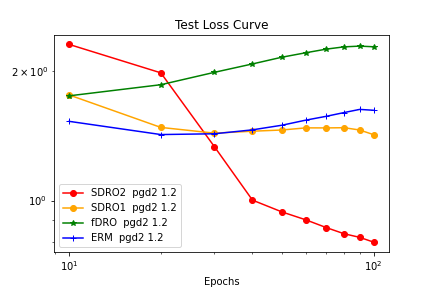 Test Loss Curve
2 × 10⁰
10⁰
SDRO2 pgd2 1.2
SDRO1 pgd2 1.2
fDRO pgd2 1.2
ERM pgd2 1.2
10¹ 10²
Epochs